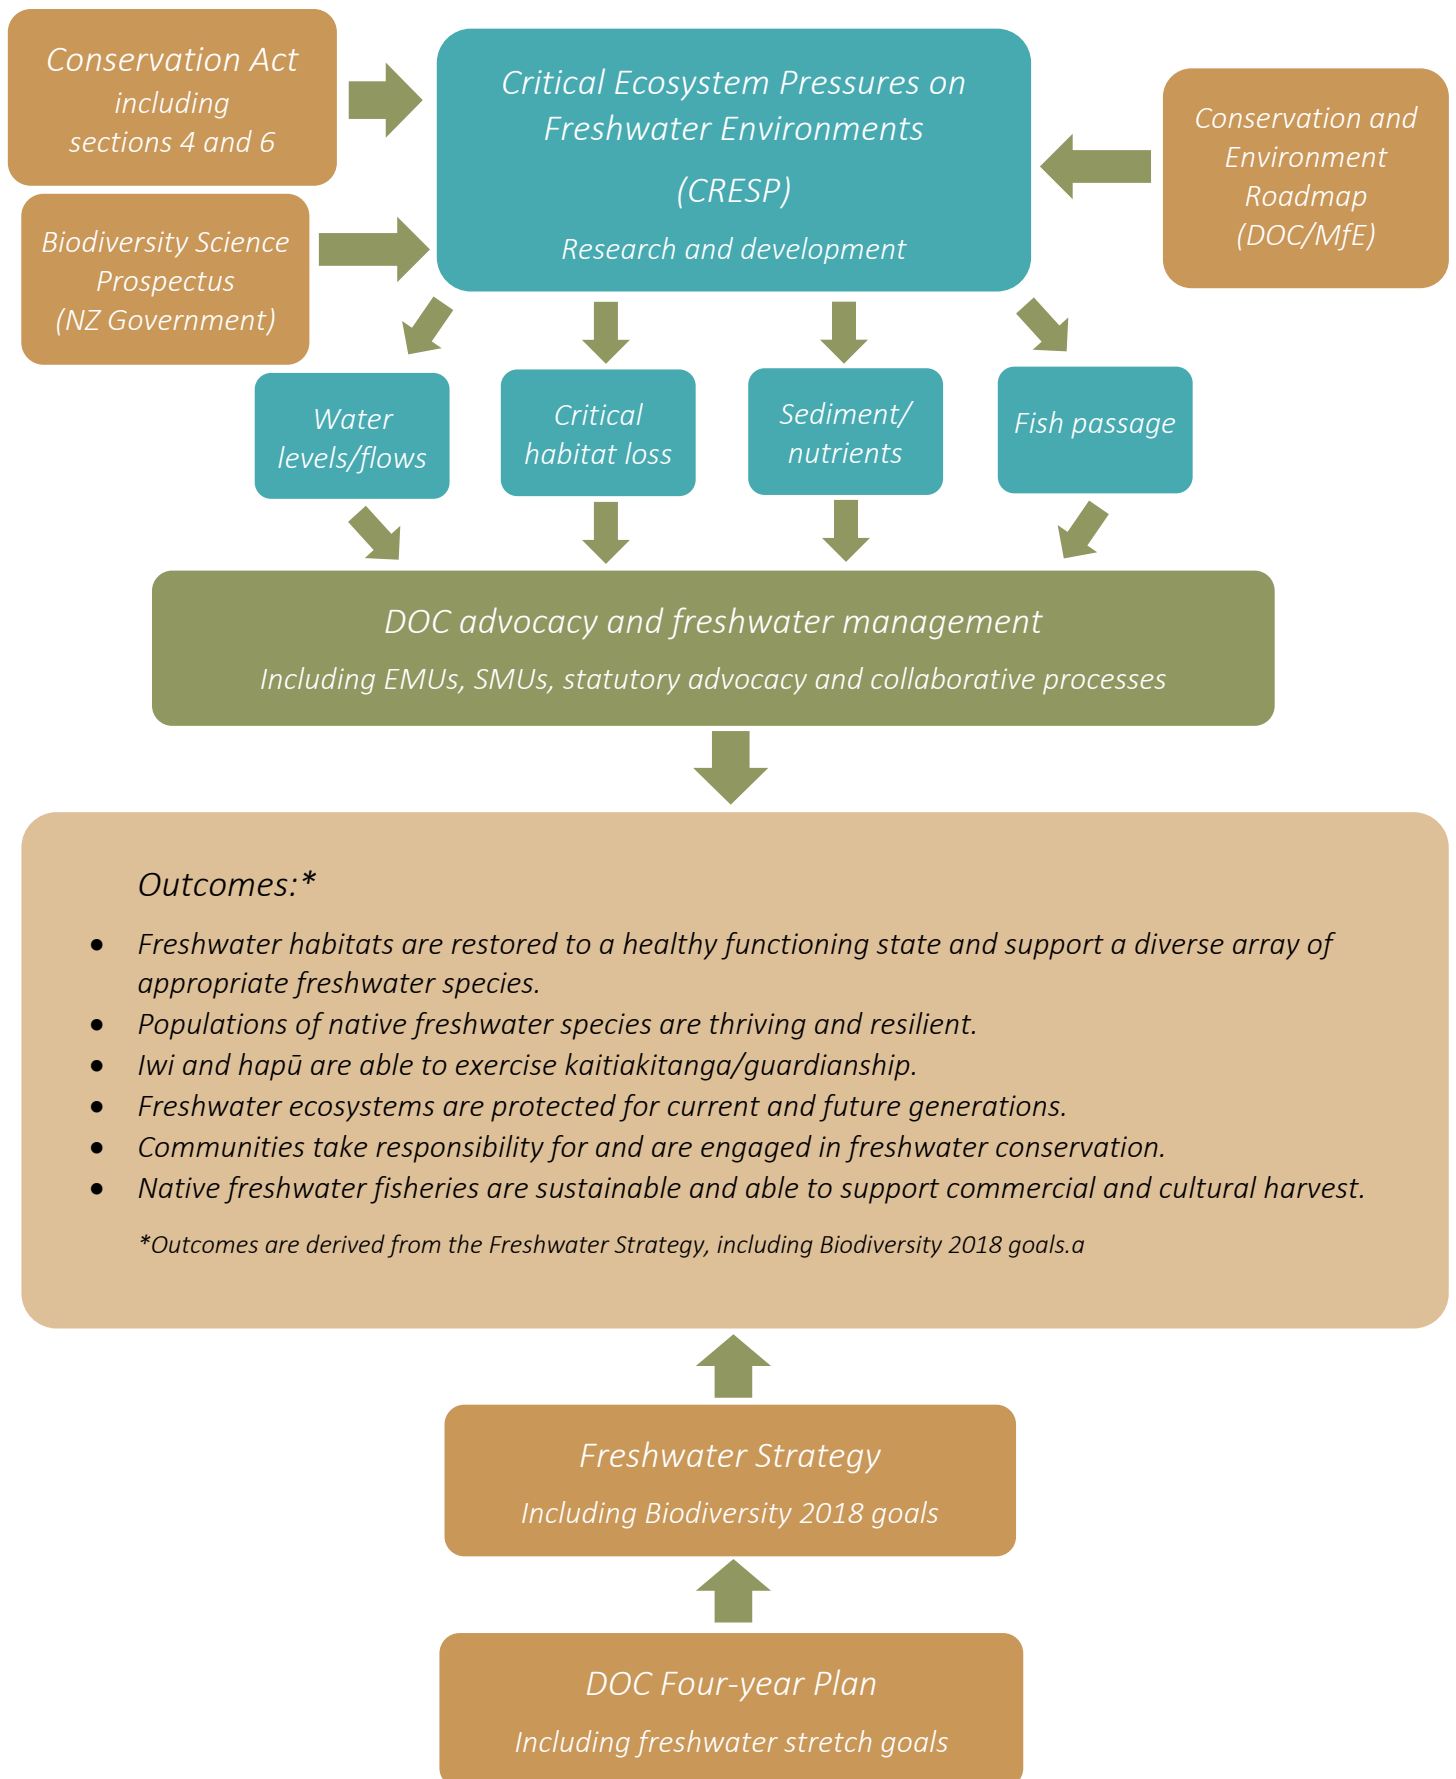 Conservation Act
including
sections 4 and 6
Critical Ecosystem Pressures on
Freshwater Environments
(CRESP)
Research and development
Conservation and
Environment
Roadmap
(DOC/MfE)
Biodiversity Science
Prospectus
(NZ Government)
Water
levels/flows
Critical
habitat loss
Sediment/
nutrients
Fish passage
DOC advocacy and freshwater management
Including EMUs, SMUs, statutory advocacy and collaborative processes
Outcomes:*
• Freshwater habitats are restored to a healthy functioning state and support a diverse array of
appropriate freshwater species.
• Populations of native freshwater species are thriving and resilient.
• Iwi and hapū are able to exercise kaitiakitanga/guardianship.
• Freshwater ecosystems are protected for current and future generations.
• Communities take responsibility for and are engaged in freshwater conservation.
• Native freshwater fisheries are sustainable and able to support commercial and cultural harvest.
*Outcomes are derived from the Freshwater Strategy, including Biodiversity 2018 goals.a
Freshwater Strategy
Including Biodiversity 2018 goals
DOC Four-year Plan
Including freshwater stretch goals